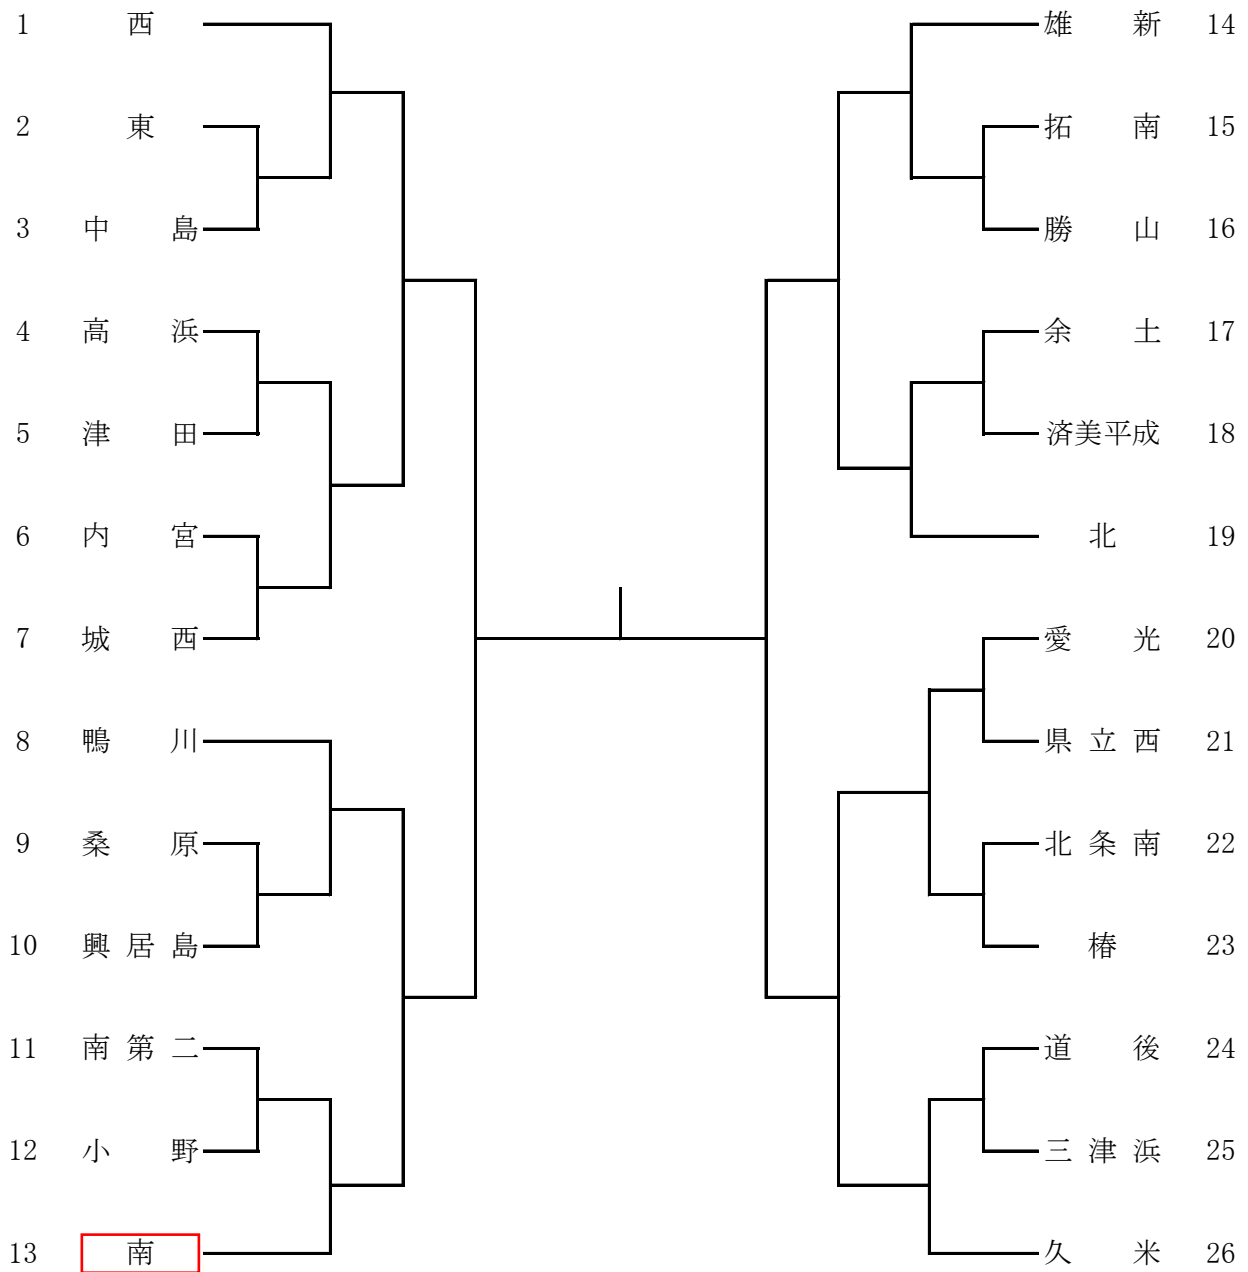 1 西
2 東
3 中島
4 高浜
5 津田
6 内宮
7 城西
8 鴨川
9 桑原
10 興居島
11 南第二
12 小野
13 南
雄新 14
拓南 15
勝山 16
余土 17
済美平成 18
北 19
愛光 20
県立西 21
北条南 22
椿 23
道後 24
三津浜 25
久米 26